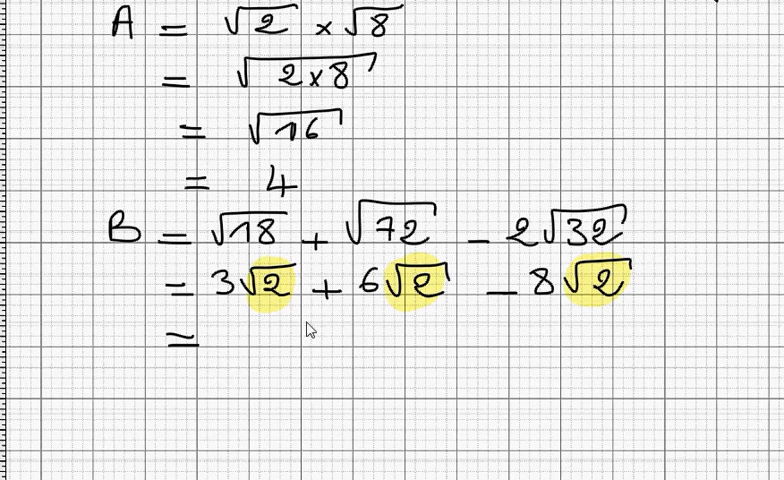 A = √2 × √8
= √2×8
= √16
= 4
B = √18 + √72 - 2√32
= 3√2 + 6√2 - 8√2
=